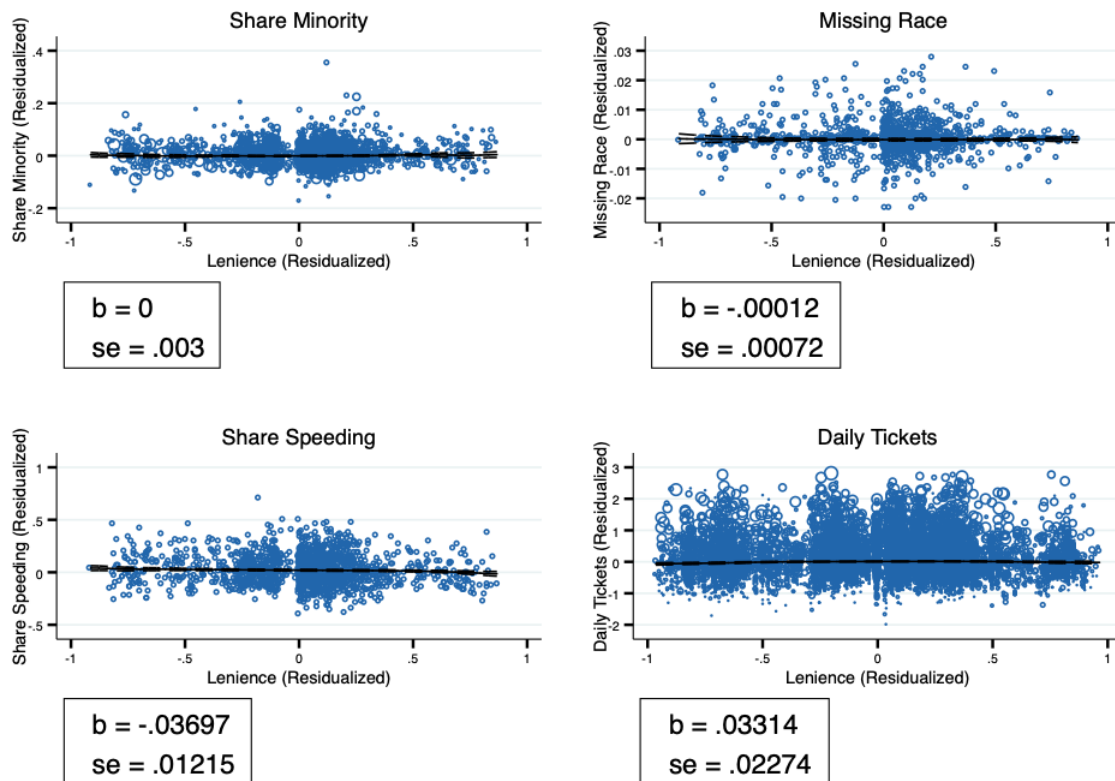 Share Minority
Share Minority (Residualized)
.4
.2
0
-.2
-1
-.5
0
.5
1
Lenience (Residualized)
b = 0
se = .003
Missing Race
Missing Race (Residualized)
.03
.02
.01
0
-.01
-.02
-1
-.5
0
.5
1
Lenience (Residualized)
b = -.00012
se = .00072
Share Speeding
Share Speeding (Residualized)
1
.5
0
-.5
-1
-.5
0
.5
1
Lenience (Residualized)
b = -.03697
se = .01215
Daily Tickets
Daily Tickets (Residualized)
3
2
1
0
-1
-2
-1
-.5
0
.5
1
Lenience (Residualized)
b = .03314
se = .02274